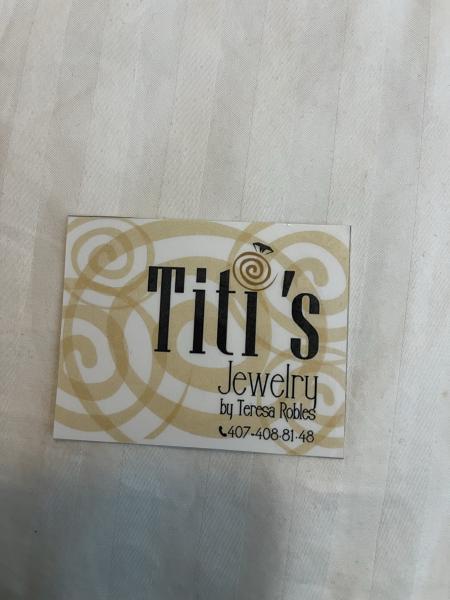 Titi's
Jewelry
by Teresa Robles
407-408-81-48